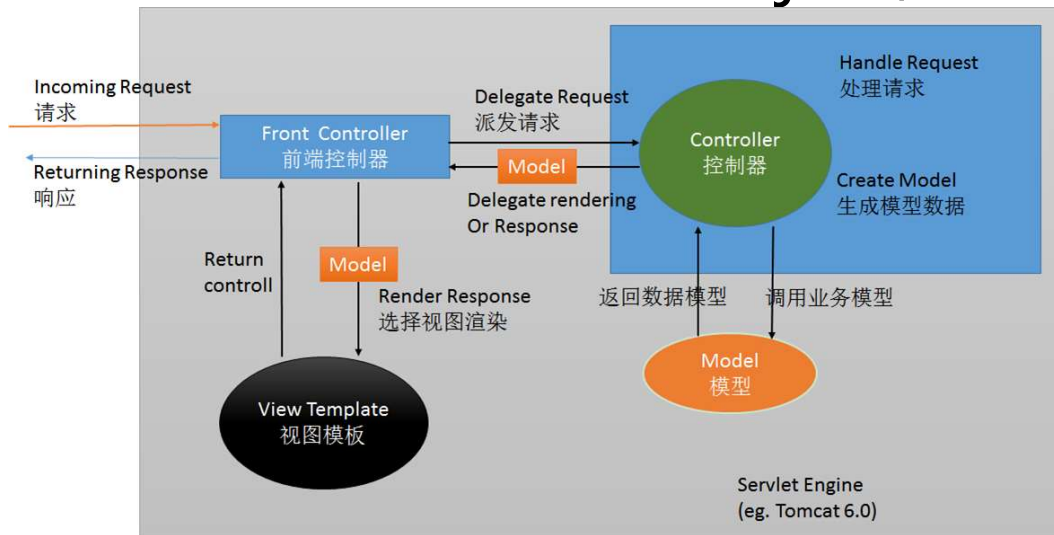 Incoming Request
请求
Returning Response
响应
Front Controller
前端控制器
Delegate Request
派发请求
Model
Delegate rendering
Or Response
Controller
控制器
Handle Request
处理请求
Create Model
生成模型数据
Return
controll
Model
Render Response
选择视图渲染
返回数据模型
调用业务模型
Model
模型
View Template
视图模板
Servlet Engine
(eg. Tomcat 6.0)